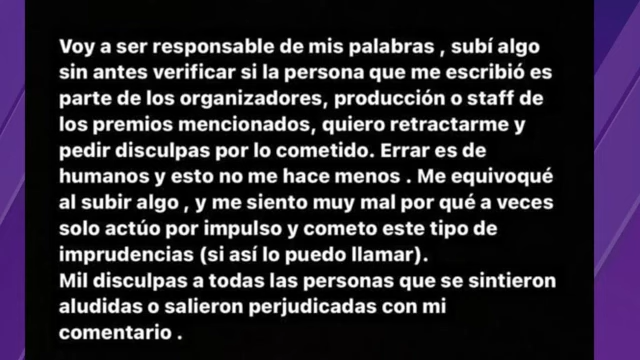 Voy a ser responsable de mis palabras , subí algo
sin antes verificar si la persona que me escribió es
parte de los organizadores, producción o staff de
los premios mencionados, quiero retractarme y
pedir disculpas por lo cometido. Errar es de
humanos y esto no me hace menos . Me equivoqué
al subir algo , y me siento muy mal por qué a veces
solo actúo por impulso y cometo este tipo de
imprudencias (si así lo puedo llamar).
Mil disculpas a todas las personas que se sintieron
aludidas o salieron perjudicadas con mi
comentario .